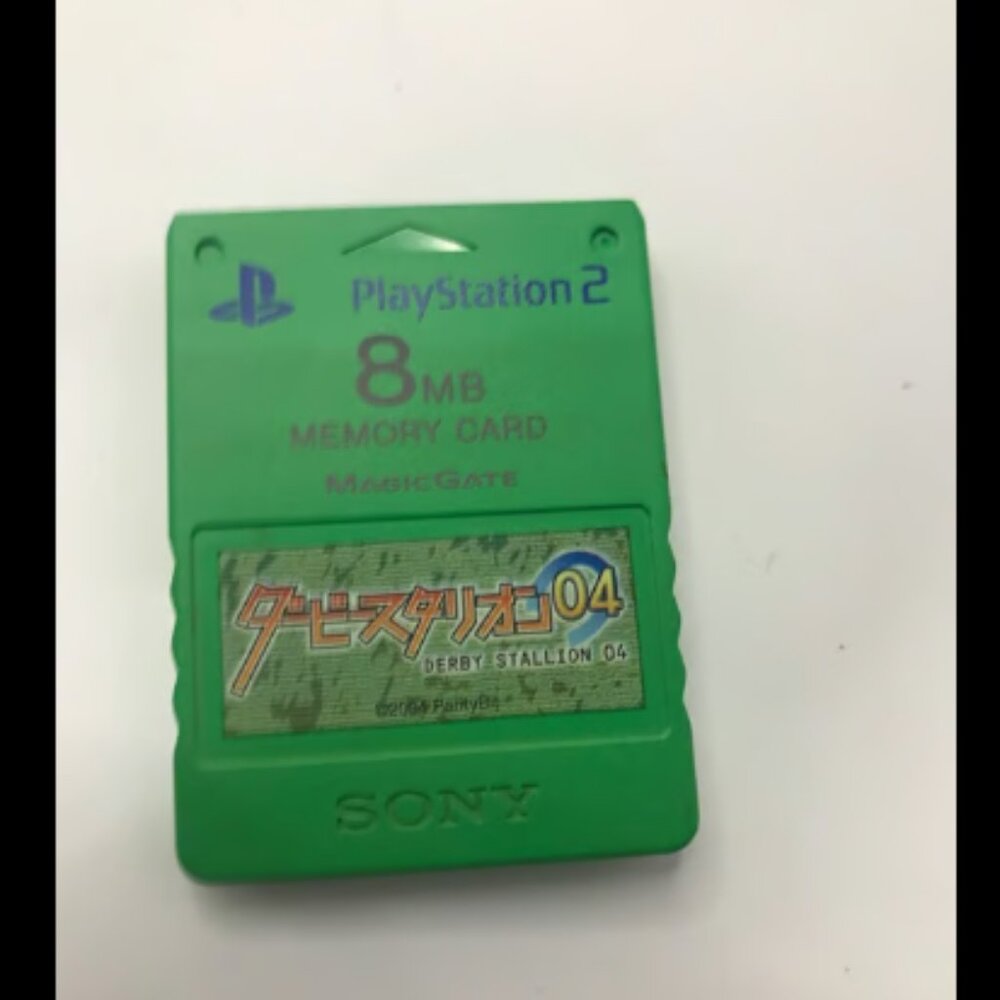 PlayStation 2
8MB
MEMORY CARD
MAGICGATE
ダービースタリオン04
DERBY STALLION 04
SONY